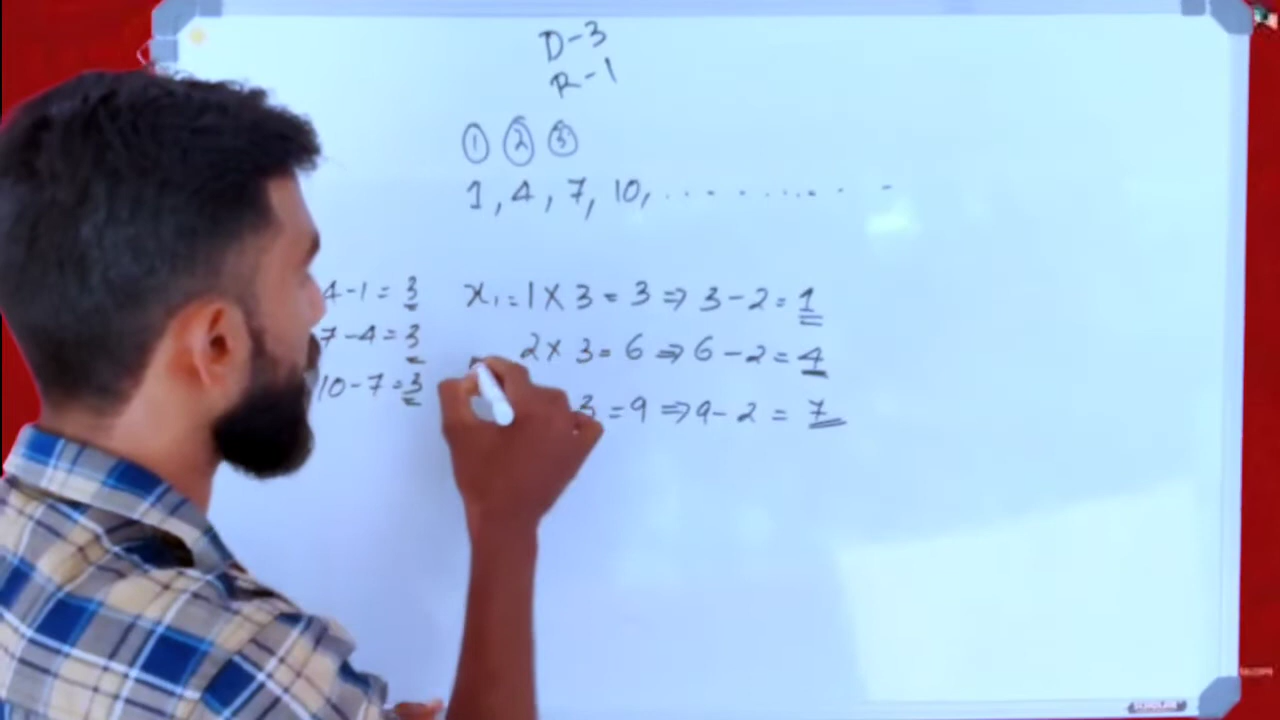 D-3
R-1
① ② ③
1, 4, 7, 10, . . . . . . . . . .
4-1 = 3
7-4 = 3
10-7 = 3
x₁ = 1 × 3 = 3 ⇒ 3-2 = 1
2 × 3 = 6 ⇒ 6-2 = 4
3 = 9 ⇒ 9-2 = 7